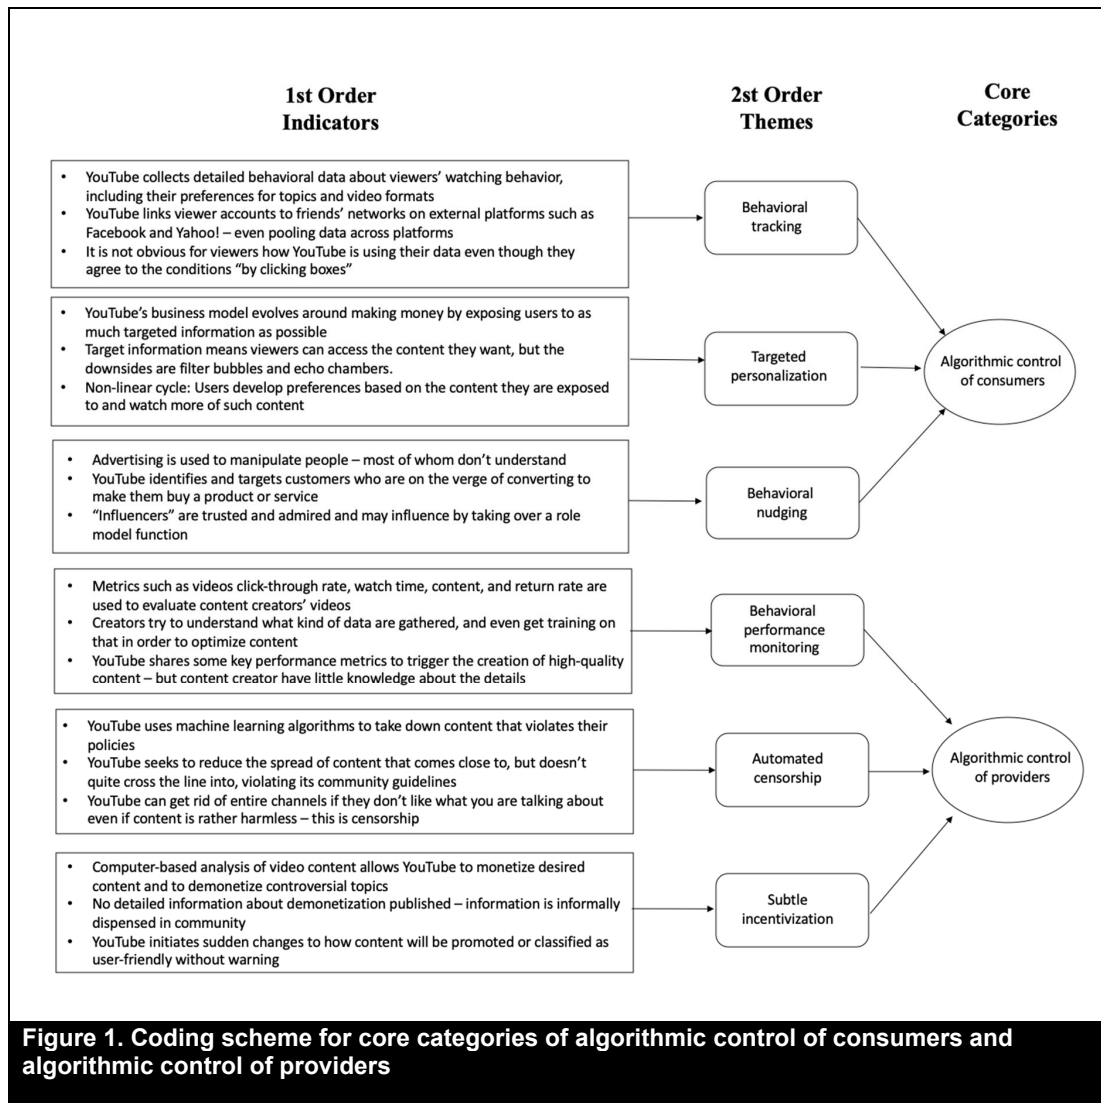 1st Order
Indicators
2st Order
Themes
Core
Categories
• YouTube collects detailed behavioral data about viewers' watching behavior,
including their preferences for topics and video formats
• YouTube links viewer accounts to friends' networks on external platforms such as
Facebook and Yahoo! – even pooling data across platforms
• It is not obvious for viewers how YouTube is using their data even though they
agree to the conditions "by clicking boxes"
Behavioral
tracking
• YouTube's business model evolves around making money by exposing users to as
much targeted information as possible
• Target information means viewers can access the content they want, but the
downsides are filter bubbles and echo chambers.
• Non-linear cycle: Users develop preferences based on the content they are exposed
to and watch more of such content
Targeted
personalization
Algorithmic control
of consumers
• Advertising is used to manipulate people – most of whom don't understand
• YouTube identifies and targets customers who are on the verge of converting to
make them buy a product or service
• "Influencers" are trusted and admired and may influence by taking over a role
model function
Behavioral
nudging
• Metrics such as videos click-through rate, watch time, content, and return rate are
used to evaluate content creators' videos
• Creators try to understand what kind of data are gathered, and even get training on
that in order to optimize content
• YouTube shares some key performance metrics to trigger the creation of high-quality
content – but content creator have little knowledge about the details
Behavioral
performance
monitoring
• YouTube uses machine learning algorithms to take down content that violates their
policies
• YouTube seeks to reduce the spread of content that comes close to, but doesn't
quite cross the line into, violating its community guidelines
• YouTube can get rid of entire channels if they don't like what you are talking about
even if content is rather harmless – this is censorship
Automated
censorship
Algorithmic control
of providers
• Computer-based analysis of video content allows YouTube to monetize desired
content and to demonetize controversial topics
• No detailed information about demonetization published – information is informally
dispensed in community
• YouTube initiates sudden changes to how content will be promoted or classified as
user-friendly without warning
Subtle
incentivization
Figure 1. Coding scheme for core categories of algorithmic control of consumers and
algorithmic control of providers